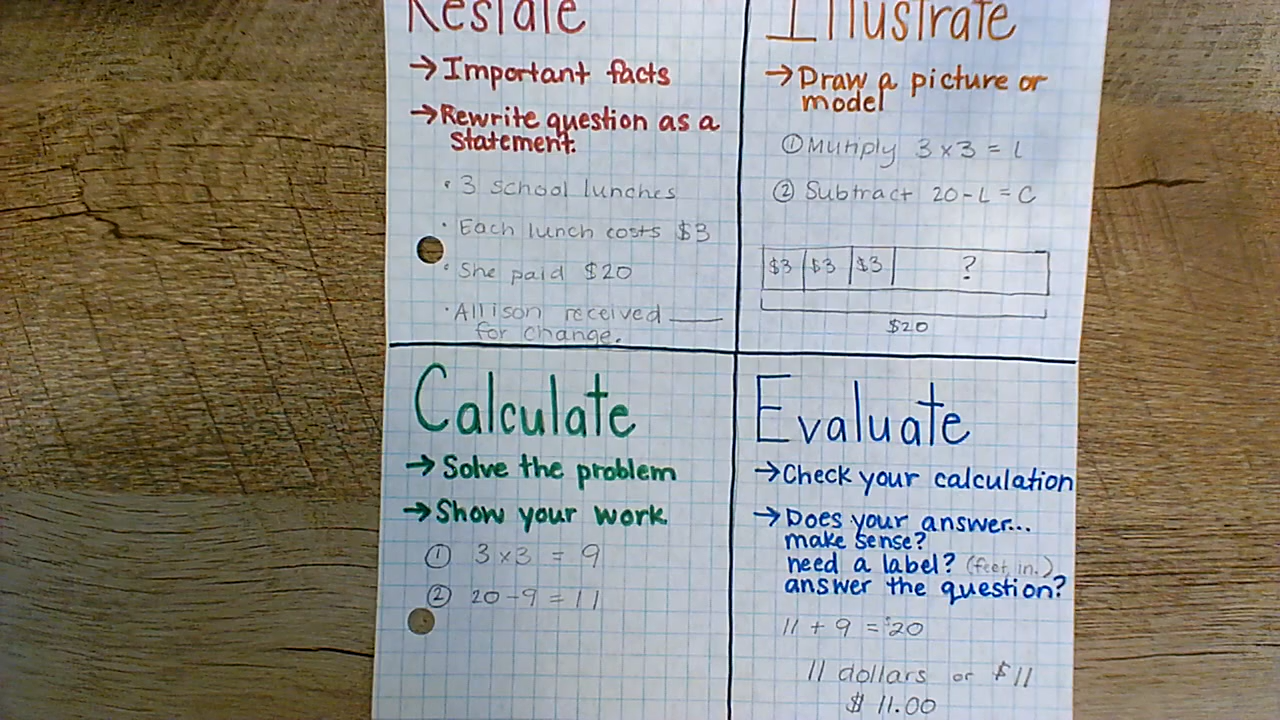 Restate
→ Important facts
→ Rewrite question as a
statement.
• 3 school lunches
• Each lunch costs $3
• She paid $20
• Allison received ____
for change.
Illustrate
→ Draw a picture or
model
① Multiply 3 x 3 = L
② Subtract 20 - L = C
$3 $3 $3 ?
$20
Calculate
→ Solve the problem
→ Show your work
① 3 x 3 = 9
② 20 - 9 = 11
Evaluate
→ Check your calculation
→ Does your answer...
make sense?
need a label? (feet, in.)
answer the question?
11 + 9 = $20
11 dollars or $11
$ 11.00